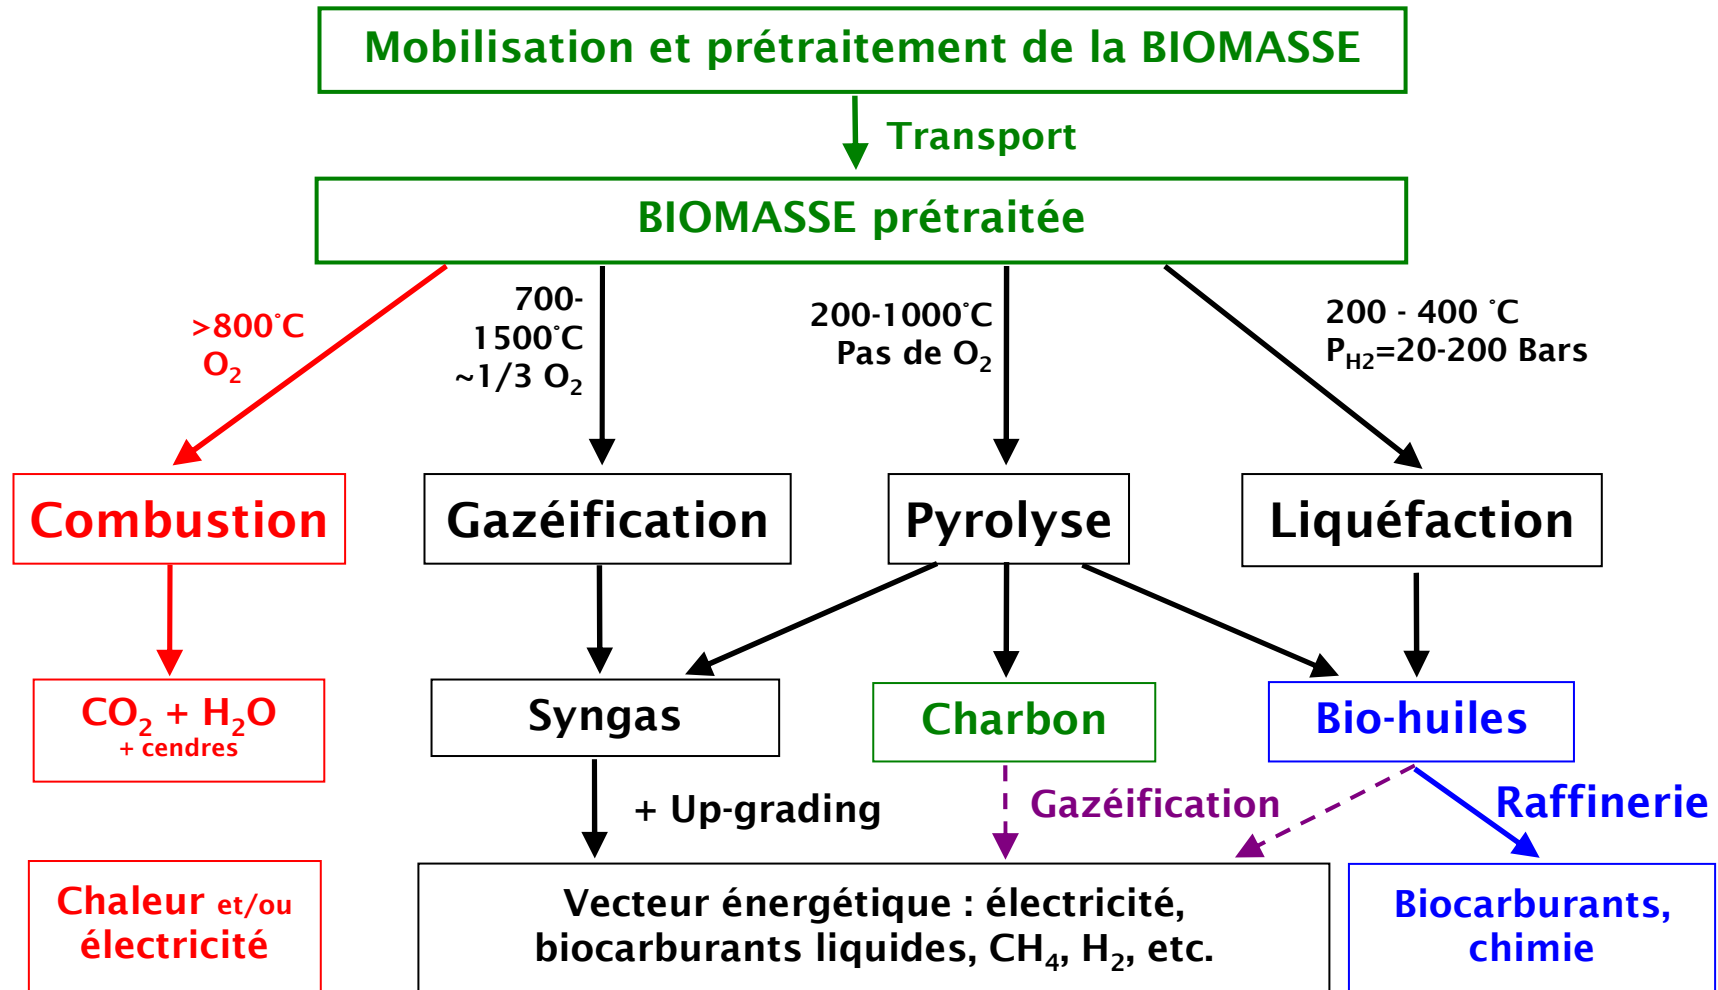 Mobilisation et prétraitement de la BIOMASSE
Transport
BIOMASSE prétraitée
>800°C
O₂
700-
1500°C
~1/3 O₂
200-1000°C
Pas de O₂
200 - 400 °C
P_H2=20-200 Bars
Combustion
Gazéification
Pyrolyse
Liquéfaction
CO₂ + H₂O
+ cendres
Syngas
Charbon
Bio-huiles
+ Up-grading
Gazéification
Raffinerie
Chaleur et/ou
électricité
Vecteur énergétique : électricité,
biocarburants liquides, CH₄, H₂, etc.
Biocarburants,
chimie